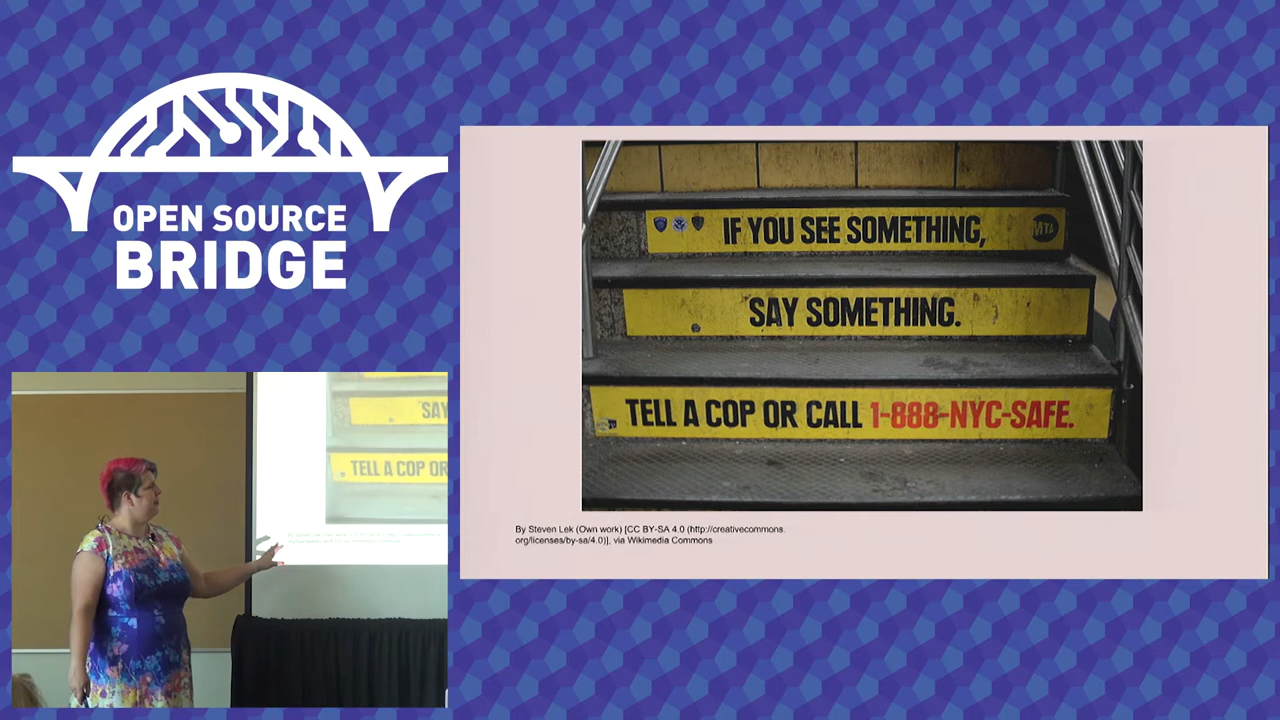 OPEN SOURCE
BRIDGE
IF YOU SEE SOMETHING,
MTA
SAY SOMETHING.
TELL A COP OR CALL 1-888-NYC-SAFE.
By Steven Lek (Own work) [CC BY-SA 4.0 (http://creativecommons.
org/licenses/by-sa/4.0)], via Wikimedia Commons
SAY
TELL A COP OR